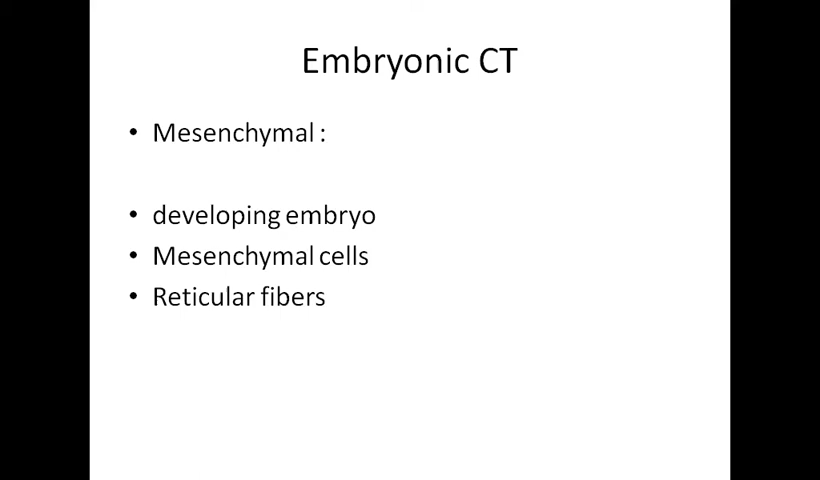 Embryonic CT
• Mesenchymal :
• developing embryo
• Mesenchymal cells
• Reticular fibers